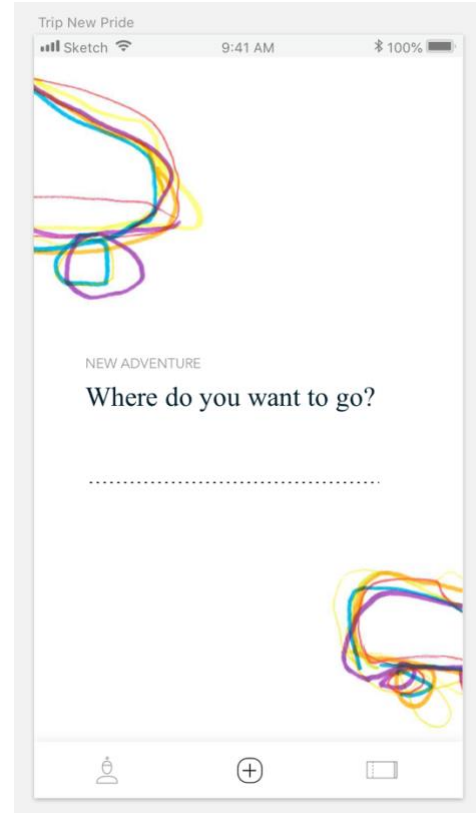 Trip New Pride
Sketch 9:41 AM 100%
NEW ADVENTURE
Where do you want to go?